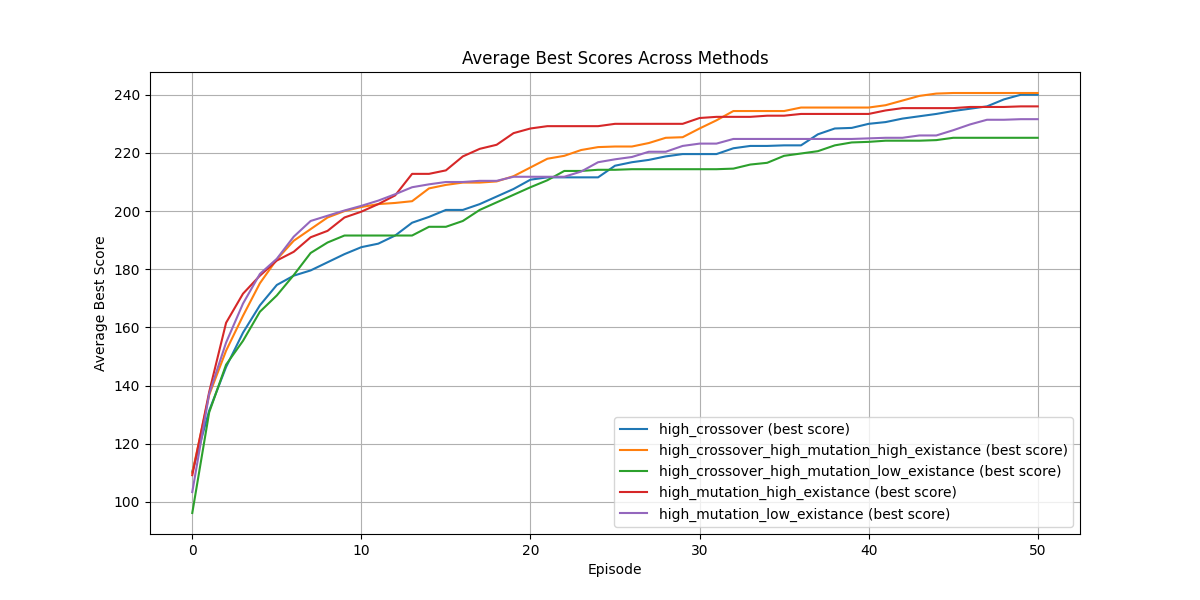 Average Best Scores Across Methods
Average Best Score
240
220
200
180
160
140
120
100
0 10 20 30 40 50
Episode
high_crossover (best score)
high_crossover_high_mutation_high_existance (best score)
high_crossover_high_mutation_low_existance (best score)
high_mutation_high_existance (best score)
high_mutation_low_existance (best score)